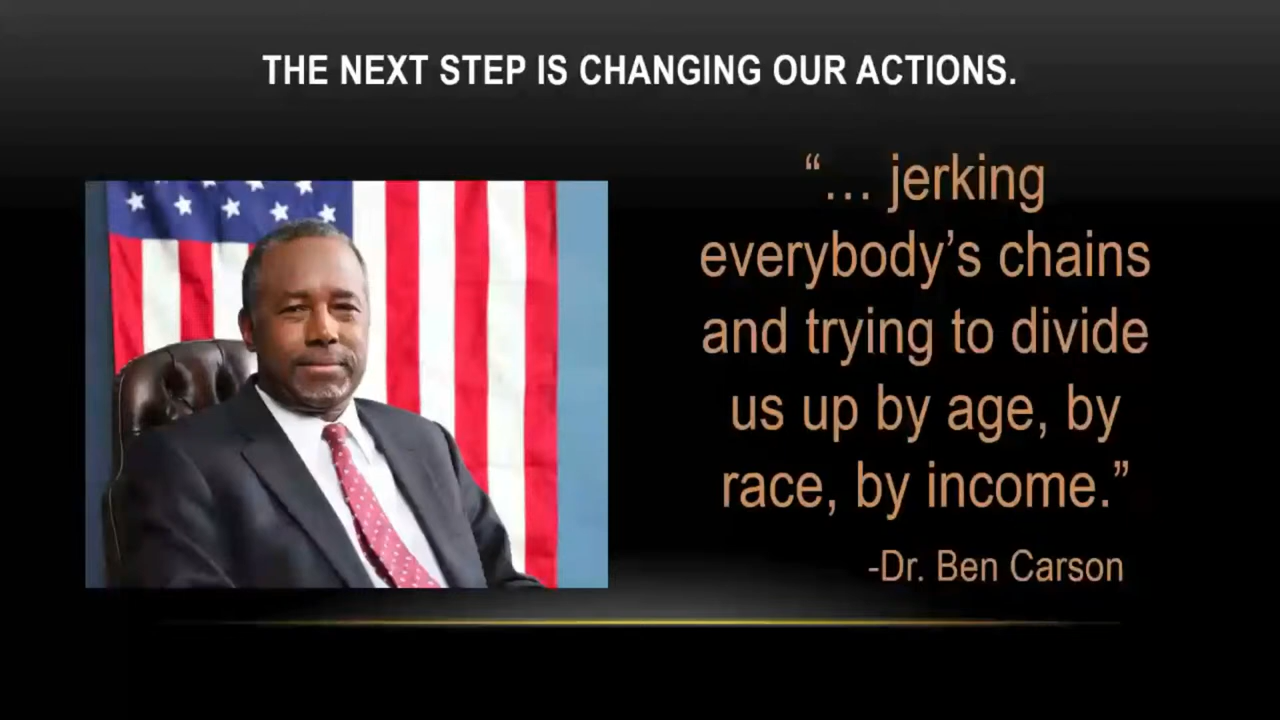 THE NEXT STEP IS CHANGING OUR ACTIONS.
“… jerking
everybody’s chains
and trying to divide
us up by age, by
race, by income.”
-Dr. Ben Carson